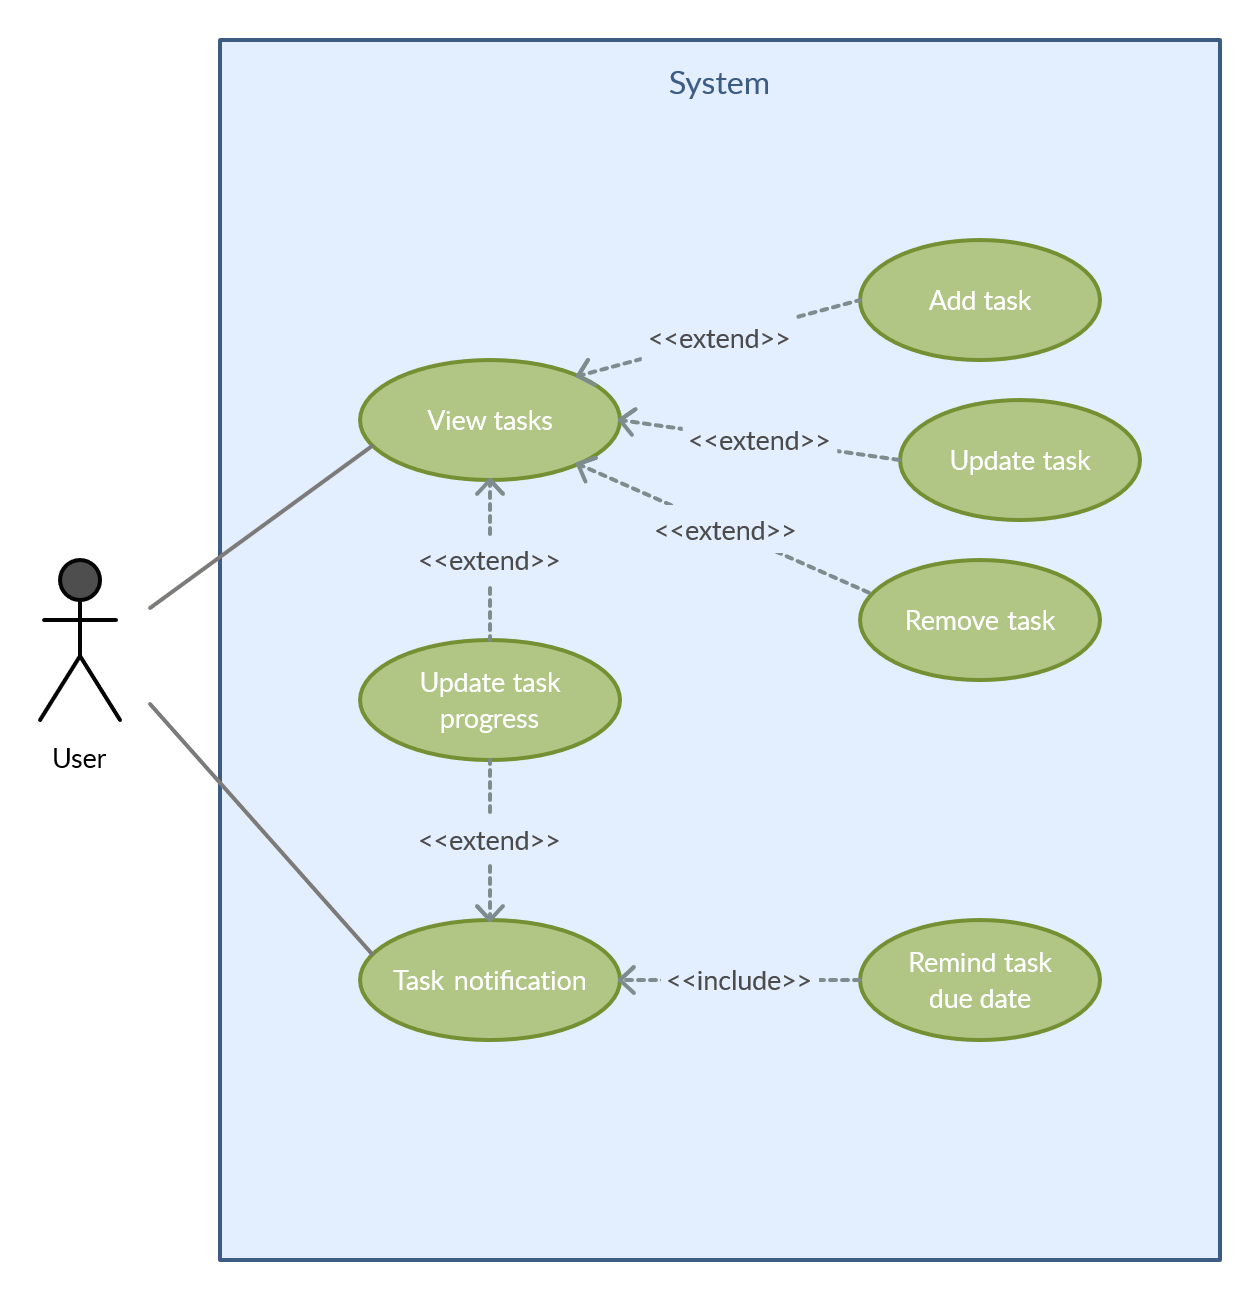 System
Add task
<<extend>>
View tasks
<<extend>>
Update task
<<extend>>
<<extend>>
Remove task
Update task
progress
User
<<extend>>
Task notification
<<include>>
Remind task
due date